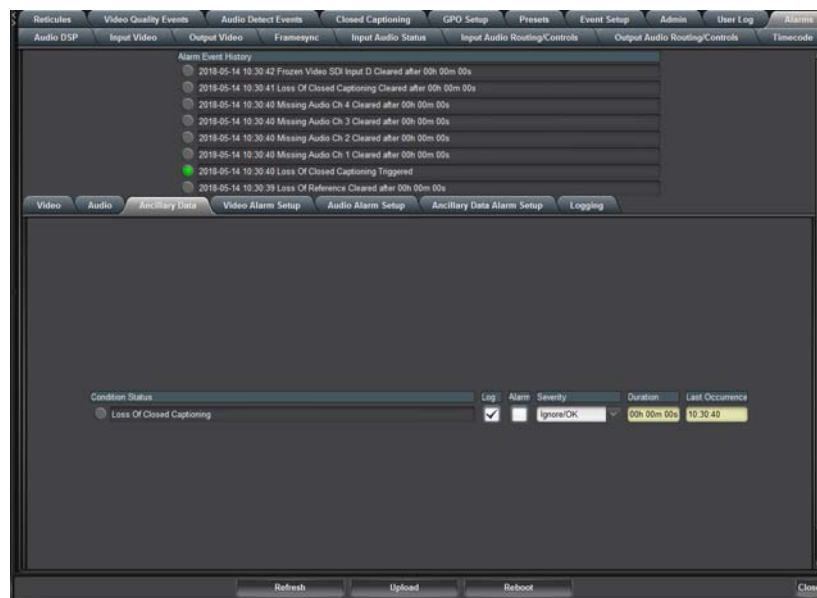 Reticules Video Quality Events Audio Detect Events Closed Captioning GPO Setup Presets Event Setup Admin User Log Alarms
Audio DSP Input Video Output Video Framesync Input Audio Status Input Audio Routing/Controls Output Audio Routing/Controls Timecode
Alarm Event History
2018-05-14 10:30:42 Frozen Video SDI Input D Cleared after 00h 00m 00s
2018-05-14 10:30:41 Loss Of Closed Captioning Cleared after 00h 00m 00s
2018-05-14 10:30:40 Missing Audio Ch 4 Cleared after 00h 00m 00s
2018-05-14 10:30:40 Missing Audio Ch 3 Cleared after 00h 00m 00s
2018-05-14 10:30:40 Missing Audio Ch 2 Cleared after 00h 00m 00s
2018-05-14 10:30:40 Missing Audio Ch 1 Cleared after 00h 00m 00s
2018-05-14 10:30:40 Loss Of Closed Captioning Triggered
2018-05-14 10:30:39 Loss Of Reference Cleared after 00h 00m 00s
Video Audio Ancillary Data Video Alarm Setup Audio Alarm Setup Ancillary Data Alarm Setup Logging
Condition Status Log Alarm Severity Duration Last Occurrence
Loss Of Closed Captioning Ignore/OK 00h 00m 00s 10:30:40
Refresh Upload Reboot Clos